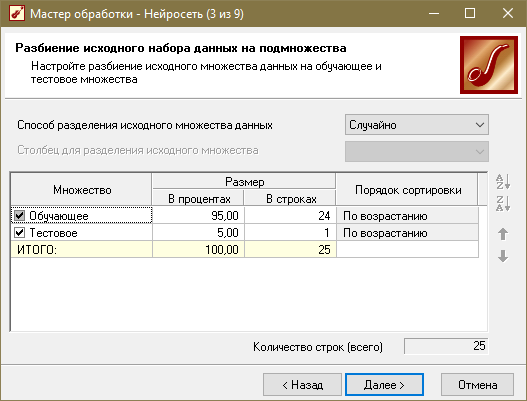 Мастер обработки - Нейросеть (3 из 9)
Разбиение исходного набора данных на подмножества
Настройте разбиение исходного множества данных на обучающее и
тестовое множества
Способ разделения исходного множества данных Случайно
Столбец для разделения исходного множества
Множество Размер Порядок сортировки
В процентах В строках
Обучающее 95,00 24 По возрастанию
Тестовое 5,00 1 По возрастанию
ИТОГО: 100,00 25
Количество строк (всего) 25
< Назад Далее > Отмена